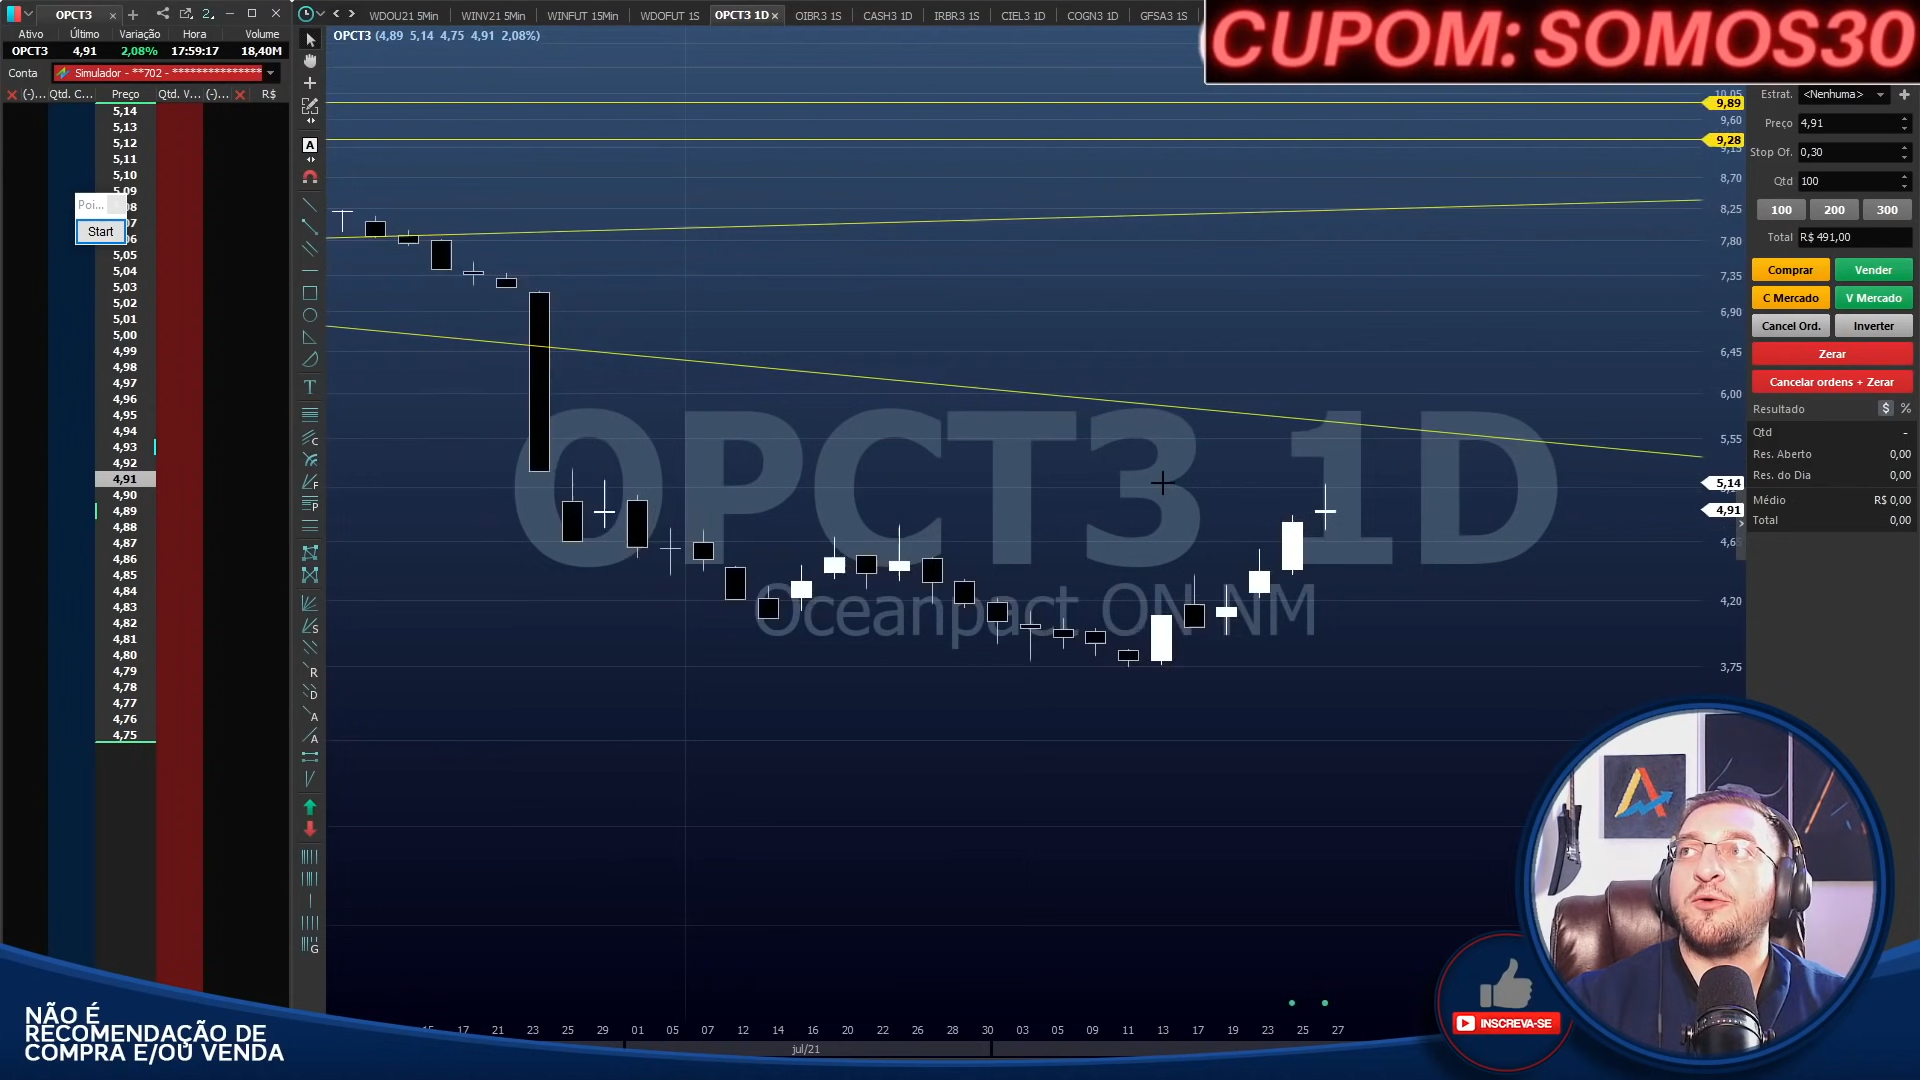 OPCT3
Ativo Último Variação Hora Volume
OPCT3 4,91 2,08% 17:59:17 18,40M
Conta Simulador - **702 - ***************
(-)... Qtd. C... Preço Qtd. V... (-)... R$
5,14
5,13
5,12
5,11
5,10
5,09
Poi...
08
07
Start
06
5,05
5,04
5,03
5,02
5,01
5,00
4,99
4,98
4,97
4,96
4,95
4,94
4,93
4,92
4,91
4,90
4,89
4,88
4,87
4,86
4,85
4,84
4,83
4,82
4,81
4,80
4,79
4,78
4,77
4,76
4,75
WDOU21 5Min WINV21 5Min WINFUT 15Min WDOFUT 1S OPCT3 1D OIBR3 1S CASH3 1D IRBR3 1S CIEL3 1D COGN3 1D GFSA3 1S
OPCT3 (4,89 5,14 4,75 4,91 2,08%)
CUPOM: SOMOS30
9,89
9,60
9,28
8,70
8,25
7,80
7,35
6,90
6,45
6,00
5,55
5,14
4,91
4,20
3,75
OPCT3 1D
Oceanpact ON NM
15 17 21 23 25 29 01 05 07 12 14 16 20 22 26 28 30 03 05 09 11 13 17 19 23 25 27
jul/21
Estrat. <Nenhuma>
Preço 4,91
Stop Of. 0,30
Qtd 100
100 200 300
Total R$ 491,00
Comprar Vender
C Mercado V Mercado
Cancel Ord. Inverter
Zerar
Cancelar ordens + Zerar
Resultado $ %
Qtd -
Res. Aberto 0,00
Res. do Dia 0,00
Médio R$ 0,00
Total 0,00
INSCREVA-SE
NÃO É
RECOMENDAÇÃO DE
COMPRA E/OU VENDA